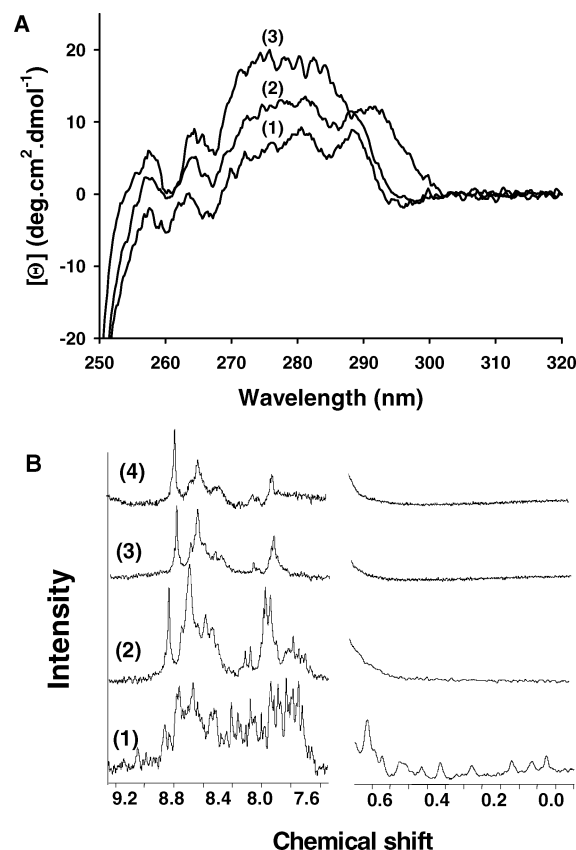 A
(3)
(2)
(1)
20
10
0
-10
-20
[Θ] (deg.cm2.dmol-1)
250 260 270 280 290 300 310 320
Wavelength (nm)
B
(4)
(3)
(2)
(1)
Intensity
9.2 8.8 8.4 8.0 7.6 0.6 0.4 0.2 0.0
Chemical shift